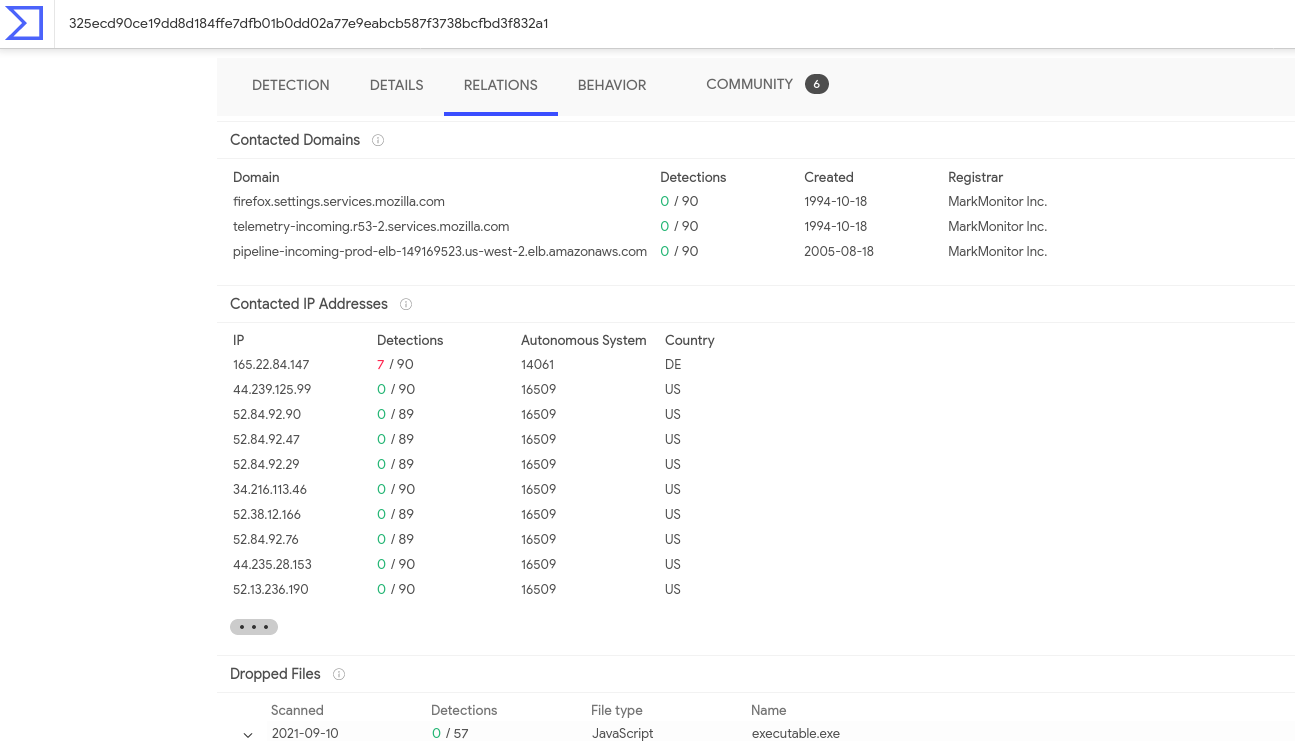 325ecd90ce19dd8d184ffe7dfb01b0dd02a77e9eabcb587f3738bcfbd3f832a1
DETECTION DETAILS RELATIONS BEHAVIOR COMMUNITY 6
Contacted Domains
Domain Detections Created Registrar
firefox.settings.services.mozilla.com 0 / 90 1994-10-18 MarkMonitor Inc.
telemetry-incoming.r53-2.services.mozilla.com 0 / 90 1994-10-18 MarkMonitor Inc.
pipeline-incoming-prod-elb-149169523.us-west-2.elb.amazonaws.com 0 / 90 2005-08-18 MarkMonitor Inc.
Contacted IP Addresses
IP Detections Autonomous System Country
165.22.84.147 7 / 90 14061 DE
44.239.125.99 0 / 90 16509 US
52.84.92.90 0 / 89 16509 US
52.84.92.47 0 / 89 16509 US
52.84.92.29 0 / 89 16509 US
34.216.113.46 0 / 90 16509 US
52.38.12.166 0 / 89 16509 US
52.84.92.76 0 / 89 16509 US
44.235.28.153 0 / 90 16509 US
52.13.236.190 0 / 90 16509 US
Dropped Files
Scanned Detections File type Name
2021-09-10 0 / 57 JavaScript executable.exe